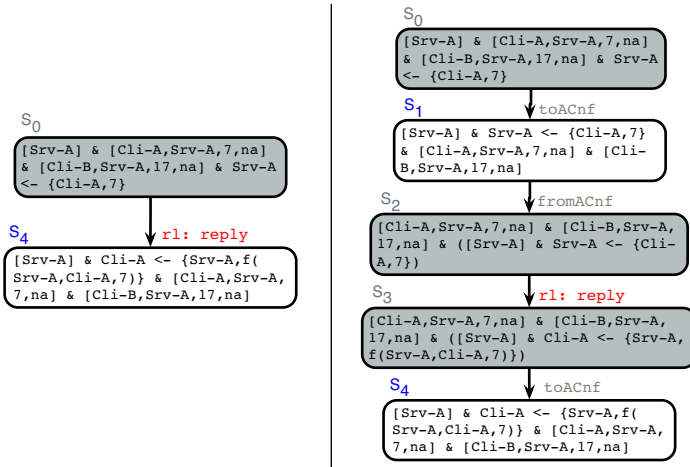 S0
[Srv-A] & [Cli-A,Srv-A,7,na]
& [Cli-B,Srv-A,17,na] & Srv-A
<- {Cli-A,7}
rl: reply
S4
[Srv-A] & Cli-A <- {Srv-A,f(
Srv-A,Cli-A,7)} & [Cli-A,Srv-A,
7,na] & [Cli-B,Srv-A,17,na]
S0
[Srv-A] & [Cli-A,Srv-A,7,na]
& [Cli-B,Srv-A,17,na] & Srv-A
<- {Cli-A,7}
toACnf
S1
[Srv-A] & Srv-A <- {Cli-A,7}
& [Cli-A,Srv-A,7,na] & [Cli-
B,Srv-A,17,na]
fromACnf
S2
[Cli-A,Srv-A,7,na] & [Cli-B,Srv-A,
17,na] & ([Srv-A] & Srv-A <- {Cli-
A,7})
rl: reply
S3
[Cli-A,Srv-A,7,na] & [Cli-B,Srv-A,
17,na] & ([Srv-A] & Cli-A <- {Srv-A,
f(Srv-A,Cli-A,7)})
toACnf
S4
[Srv-A] & Cli-A <- {Srv-A,f(
Srv-A,Cli-A,7)} & [Cli-A,Srv-A,
7,na] & [Cli-B,Srv-A,17,na]